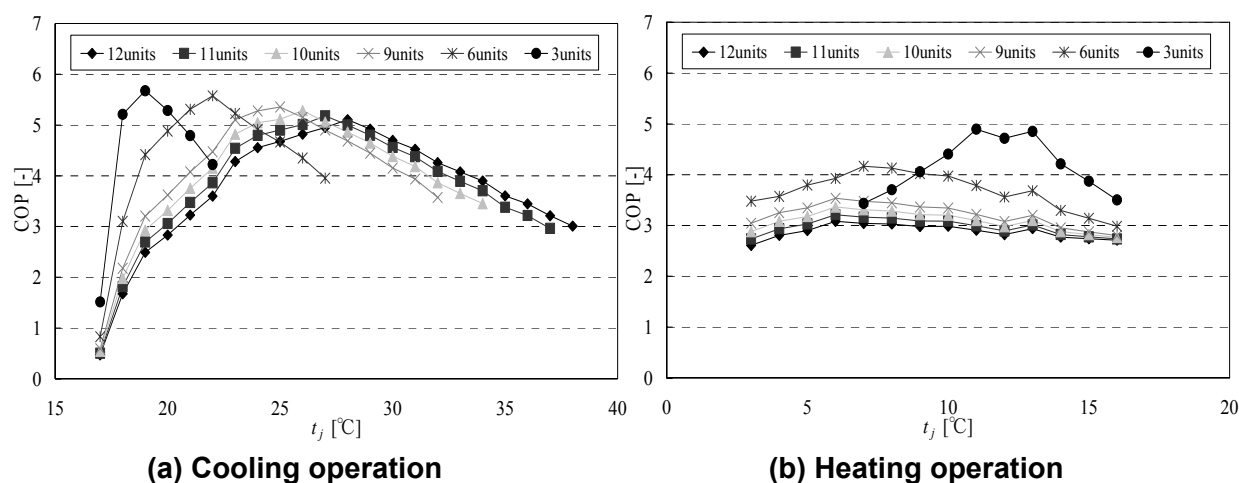 7
6
5
4
3
2
1
0
COP [-]
12units 11units 10units 9units 6units 3units
15 20 25 30 35 40
t_j [℃]
(a) Cooling operation
7
6
5
4
3
2
1
0
COP [-]
12units 11units 10units 9units 6units 3units
0 5 10 15 20
t_j [℃]
(b) Heating operation